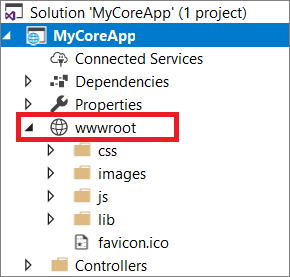 Solution 'MyCoreApp' (1 project)
MyCoreApp
Connected Services
Dependencies
Properties
wwwroot
css
images
js
lib
favicon.ico
Controllers